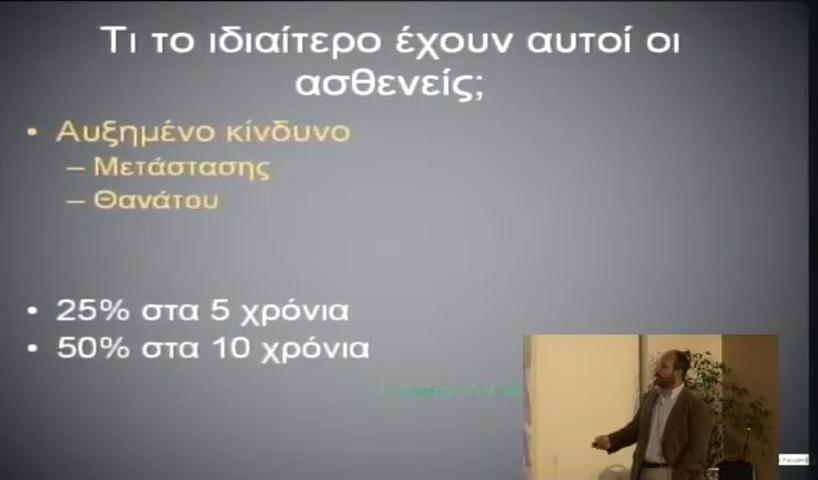 Τι το ιδιαίτερο έχουν αυτοί οι
ασθενείς;
• Αυξημένο κίνδυνο
– Μετάστασης
– Θανάτου
• 25% στα 5 χρόνια
• 50% στα 10 χρόνια